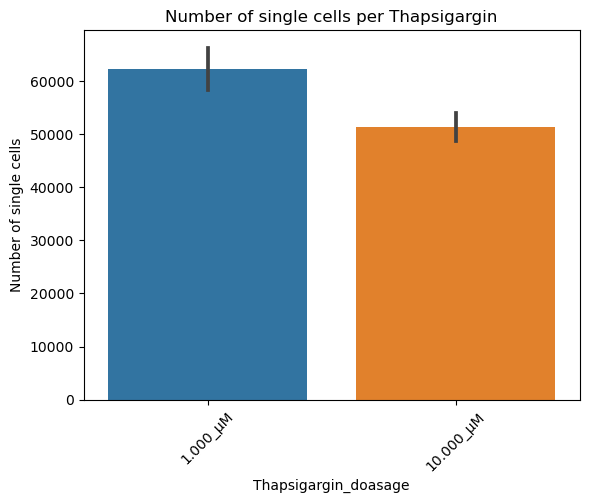 Number of single cells per Thapsigargin
Number of single cells
60000
50000
40000
30000
20000
10000
0
1.000_μM
10.000_μM
Thapsigargin_doasage